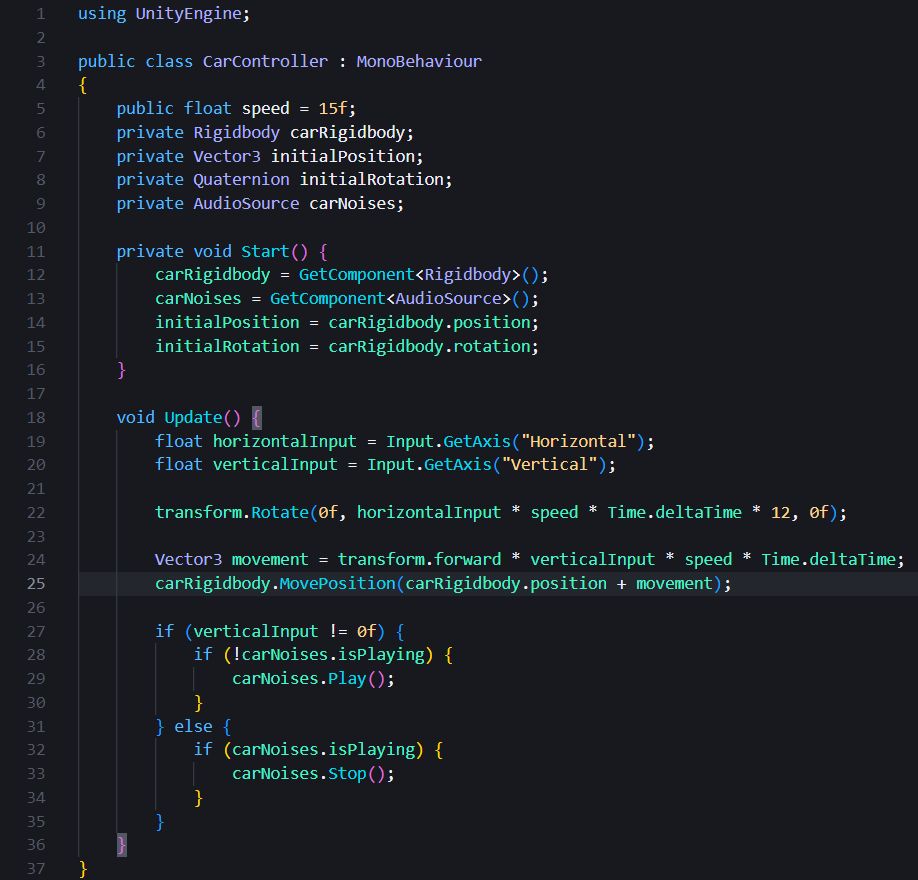 1 using UnityEngine;
2
3 public class CarController : MonoBehaviour
4 {
5     public float speed = 15f;
6     private Rigidbody carRigidbody;
7     private Vector3 initialPosition;
8     private Quaternion initialRotation;
9     private AudioSource carNoises;
10
11     private void Start() {
12         carRigidbody = GetComponent<Rigidbody>();
13         carNoises = GetComponent<AudioSource>();
14         initialPosition = carRigidbody.position;
15         initialRotation = carRigidbody.rotation;
16     }
17
18     void Update() {
19         float horizontalInput = Input.GetAxis("Horizontal");
20         float verticalInput = Input.GetAxis("Vertical");
21
22         transform.Rotate(0f, horizontalInput * speed * Time.deltaTime * 12, 0f);
23
24         Vector3 movement = transform.forward * verticalInput * speed * Time.deltaTime;
25         carRigidbody.MovePosition(carRigidbody.position + movement);
26
27         if (verticalInput != 0f) {
28             if (!carNoises.isPlaying) {
29                 carNoises.Play();
30             }
31         } else {
32             if (carNoises.isPlaying) {
33                 carNoises.Stop();
34             }
35         }
36     }
37 }